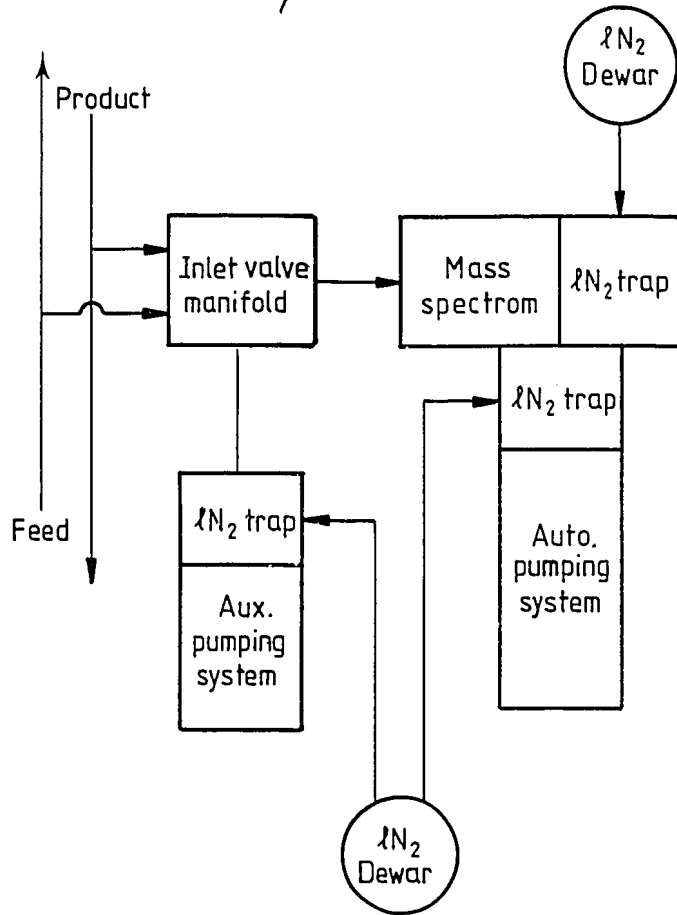 ℓN₂
Dewar
Product
Inlet valve
manifold
Mass
spectrom
ℓN₂ trap
ℓN₂ trap
Feed
ℓN₂ trap
Auto.
pumping
system
Aux.
pumping
system
ℓN₂
Dewar